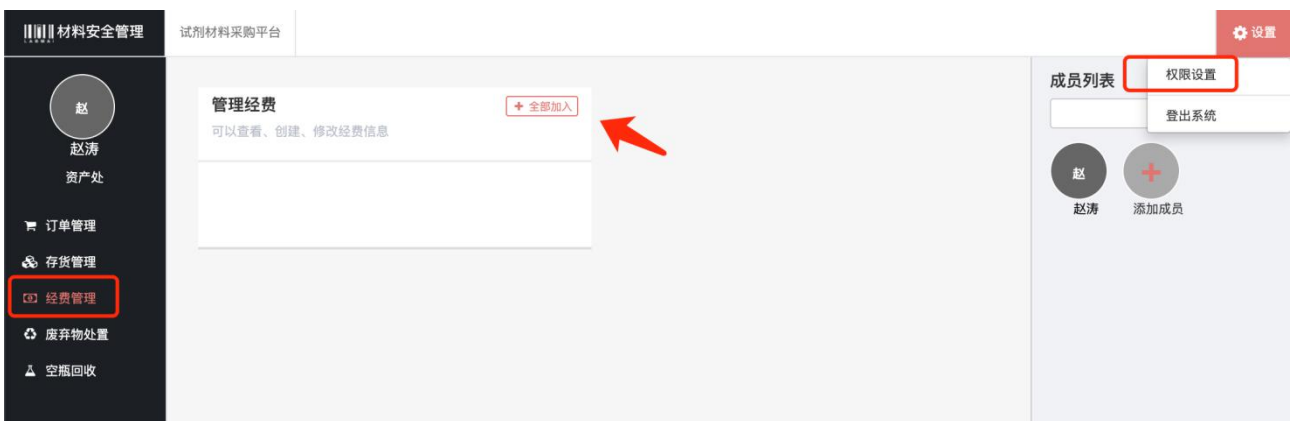 材料安全管理
试剂材料采购平台
设置
权限设置
登出系统
赵
赵涛
资产处
订单管理
存货管理
经费管理
废弃物处置
空瓶回收
管理经费
+ 全部加入
可以查看、创建、修改经费信息
成员列表
赵
赵涛
添加成员